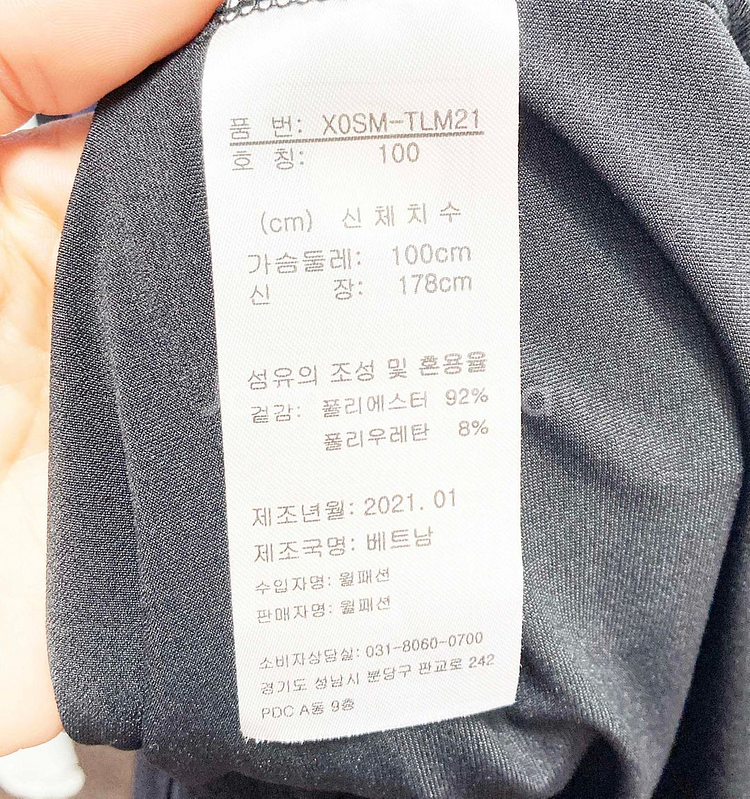 품 번: X0SM-TLM21
호 칭: 100
(cm) 신 체 치 수
가슴둘레: 100cm
신 장: 178cm
섬유의 조성 및 혼용율
겉감: 폴리에스터 92%
폴리우레탄 8%
제조년월: 2021. 01
제조국명: 베트남
수입자명: 월패션
판매자명: 월패션
소비자상담실: 031-8060-0700
경기도 성남시 분당구 판교로 242
PDC A동 9층